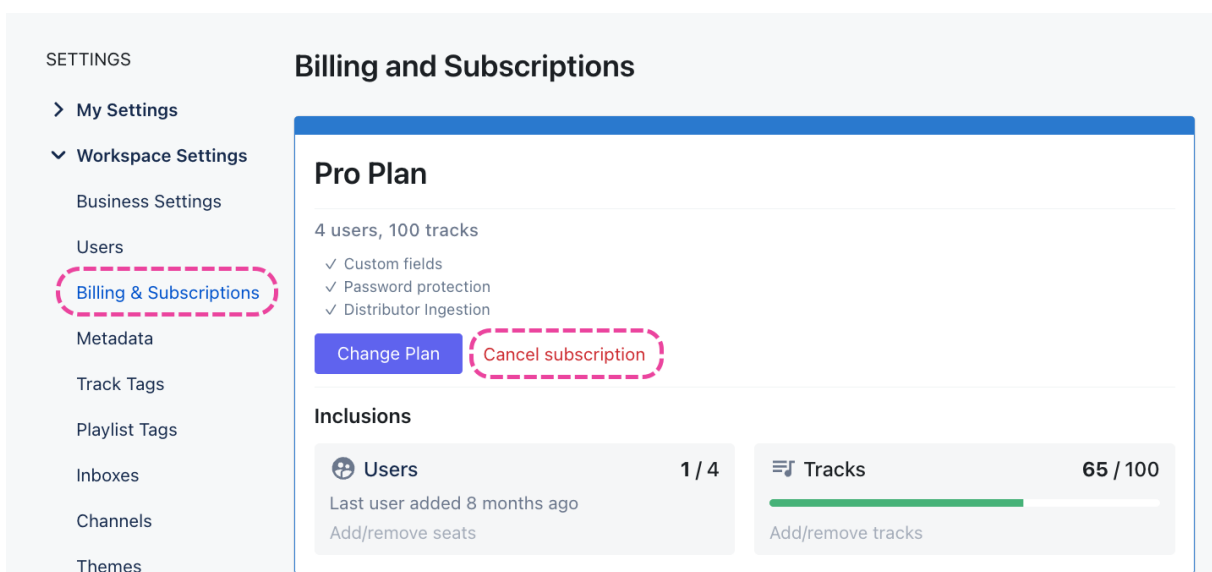 SETTINGS
My Settings
Workspace Settings
Business Settings
Users
Billing & Subscriptions
Metadata
Track Tags
Playlist Tags
Inboxes
Channels
Themes
Billing and Subscriptions
Pro Plan
4 users, 100 tracks
✓ Custom fields
✓ Password protection
✓ Distributor Ingestion
Change Plan
Cancel subscription
Inclusions
Users 1 / 4
Last user added 8 months ago
Add/remove seats
Tracks 65 / 100
Add/remove tracks